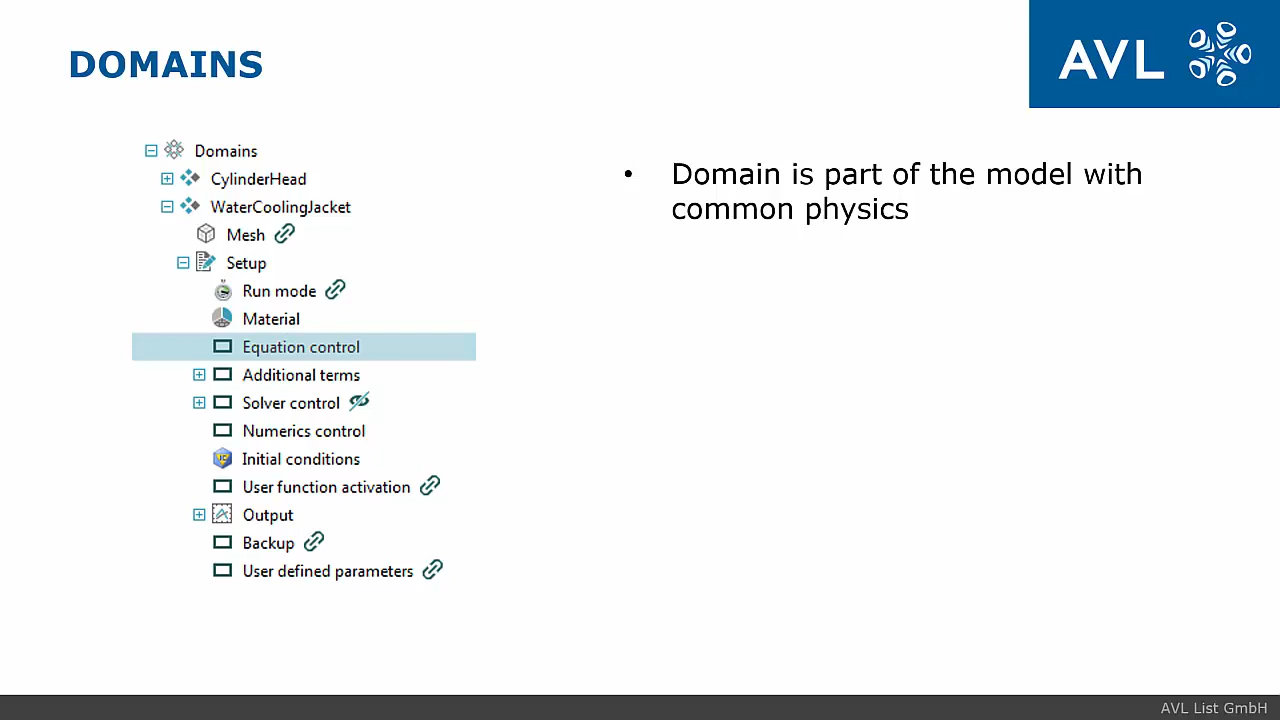 DOMAINS
AVL
Domains
CylinderHead
WaterCoolingJacket
Mesh
Setup
Run mode
Material
Equation control
Additional terms
Solver control
Numerics control
Initial conditions
User function activation
Output
Backup
User defined parameters
• Domain is part of the model with
common physics
AVL List GmbH